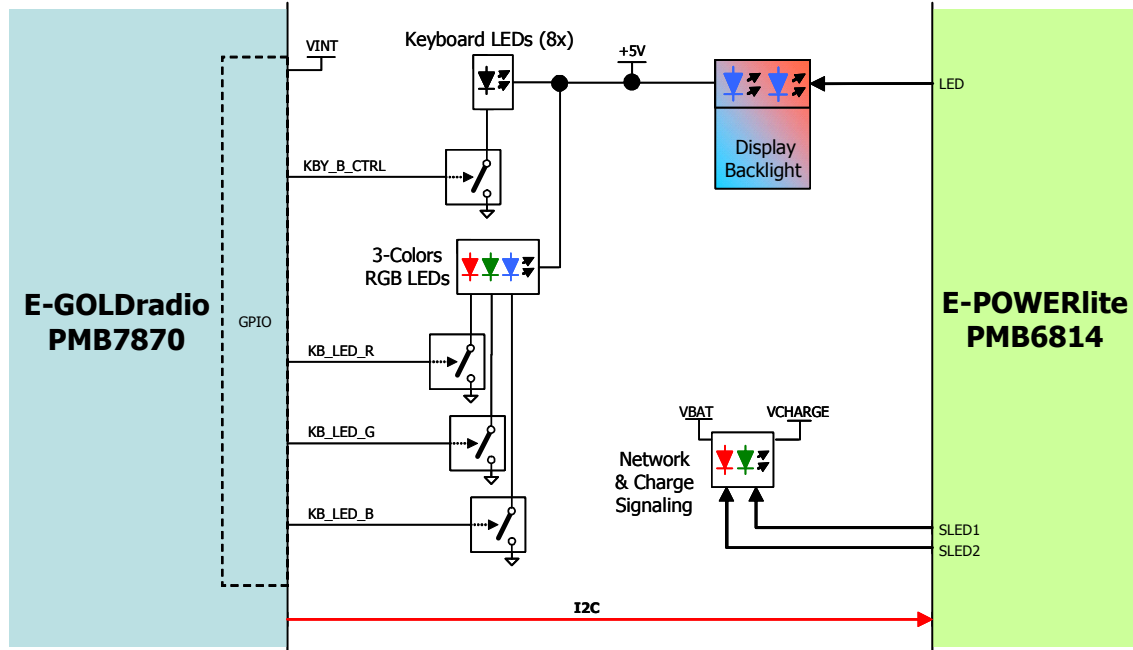 VINT
Keyboard LEDs (8x)
+5V
LED
Display
Backlight
KBY_B_CTRL
3-Colors
RGB LEDs
E-GOLDradio
PMB7870
GPIO
E-POWERlite
PMB6814
KB_LED_R
VBAT
VCHARGE
KB_LED_G
Network
& Charge
Signaling
KB_LED_B
SLED1
SLED2
I2C